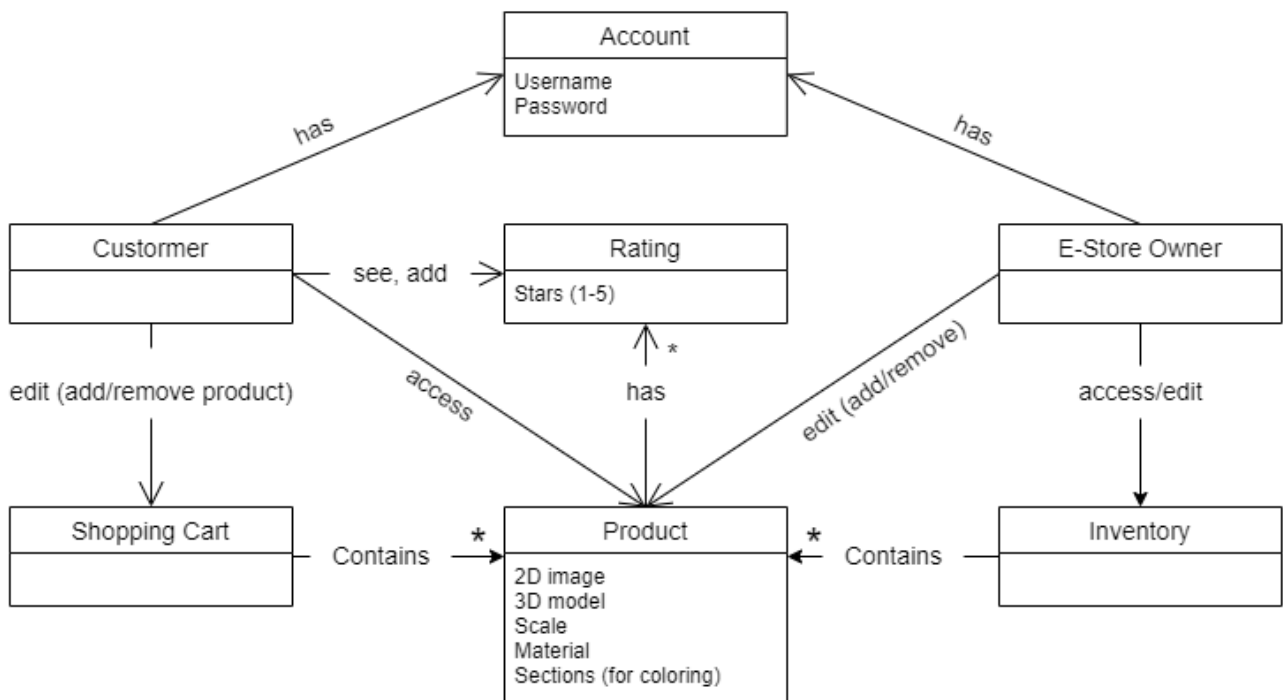 Account
Username
Password
has
has
Custormer
see, add
Rating
Stars (1-5)
E-Store Owner
edit (add/remove product)
access
*
has
edit (add/remove)
access/edit
Shopping Cart
Contains
*
Product
2D image
3D model
Scale
Material
Sections (for coloring)
*
Contains
Inventory